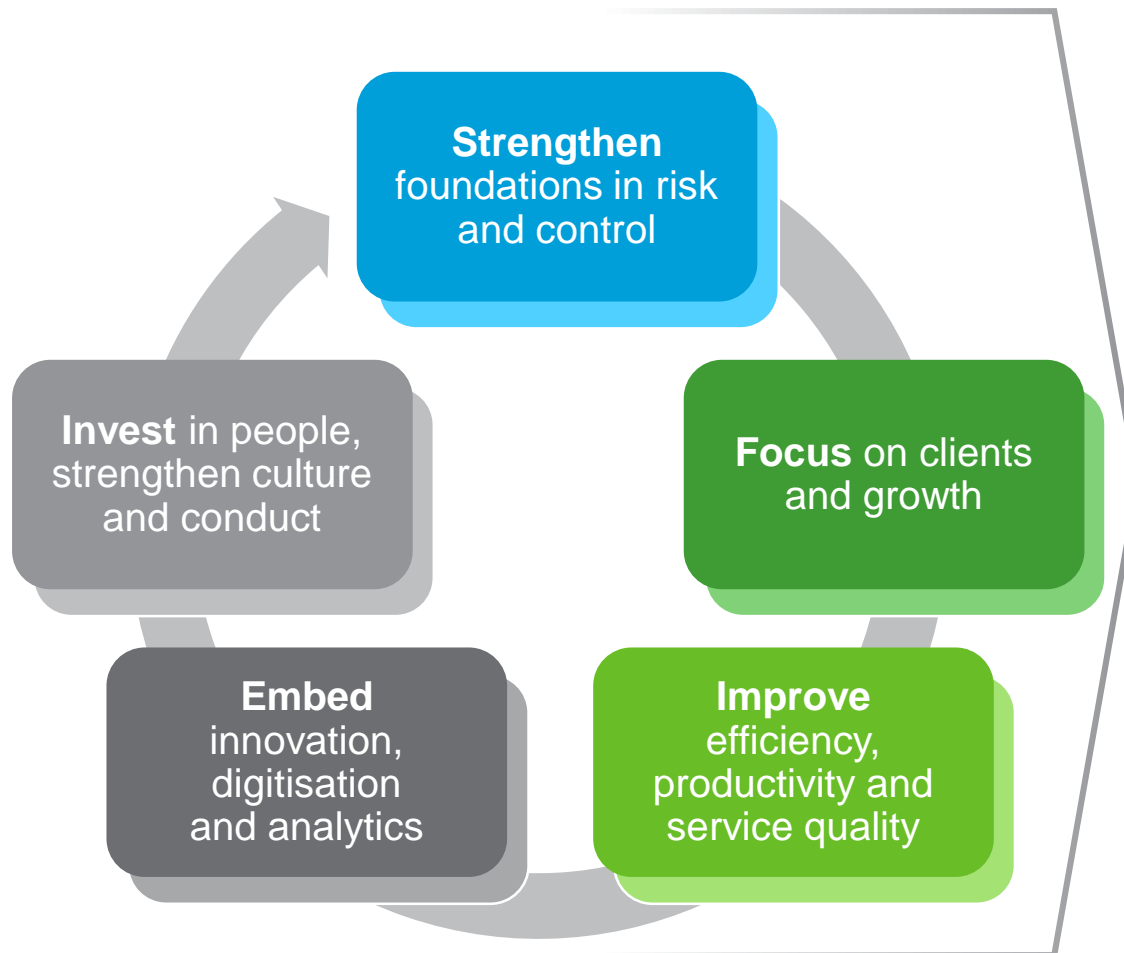 Strengthen
foundations in risk
and control
Focus on clients
and growth
Improve
efficiency,
productivity and
service quality
Embed
innovation,
digitisation
and analytics
Invest in people,
strengthen culture
and conduct